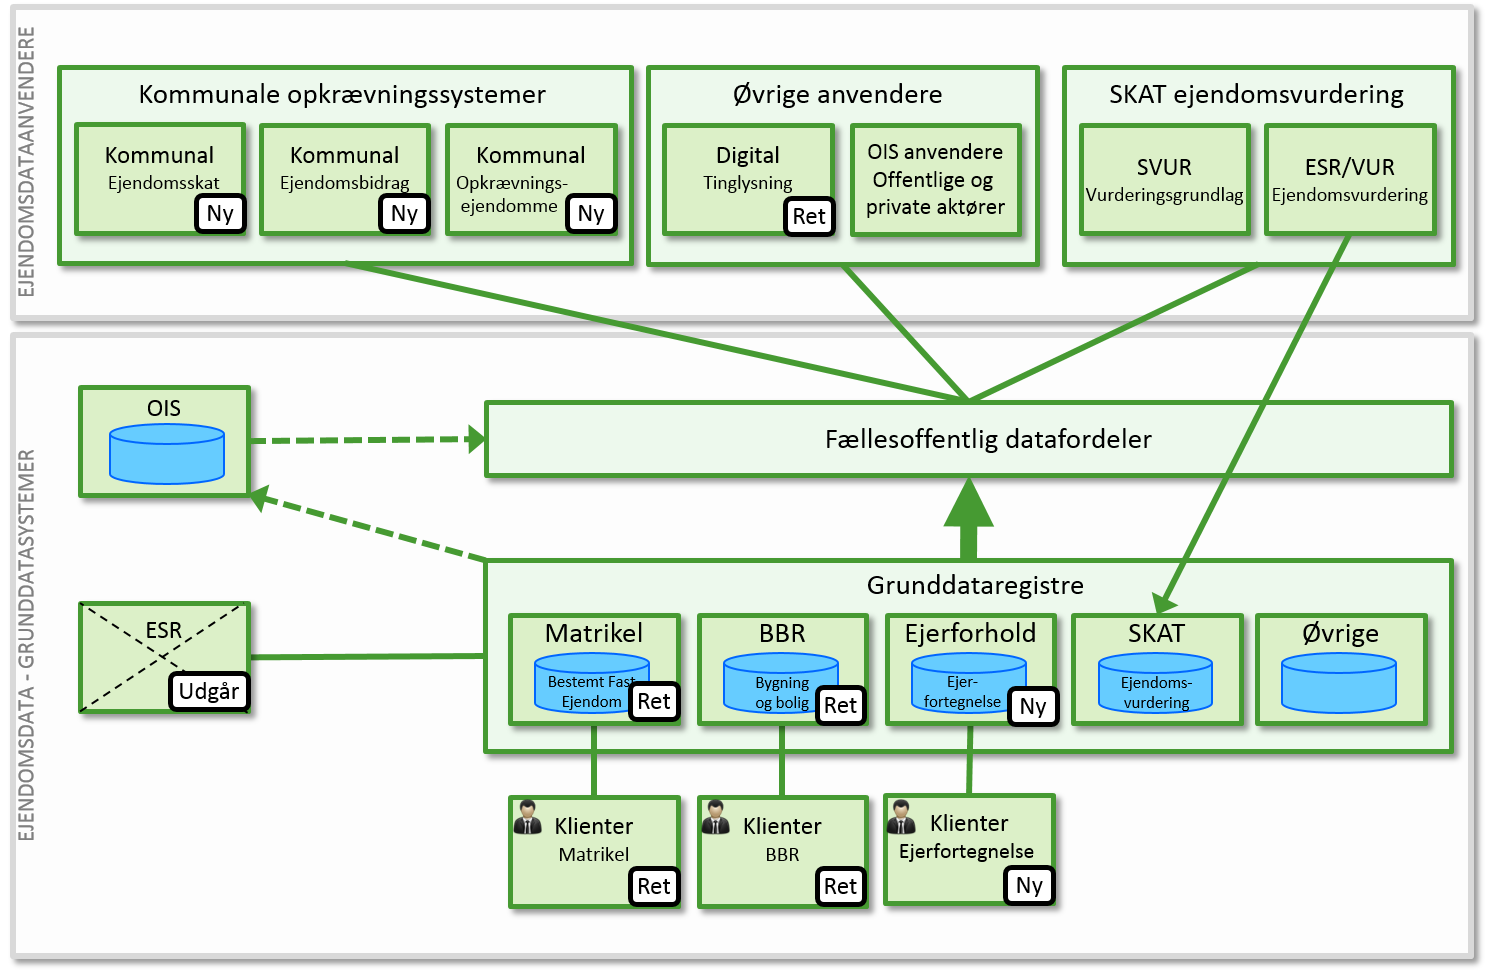 EJENDOMSDATAANVENDERE
Kommunale opkrævningssystemer
Kommunal
Ejendomsskat
Ny
Kommunal
Ejendomsbidrag
Ny
Kommunal
Opkrævnings-
ejendomme
Ny
Øvrige anvendere
Digital
Tinglysning
Ret
OIS anvendere
Offentlige og
private aktører
SKAT ejendomsvurdering
SVUR
Vurderingsgrundlag
ESR/VUR
Ejendomsvurdering
EJENDOMSDATA - GRUNDDATASYSTEMER
OIS
Fællesoffentlig datafordeler
ESR
Udgår
Grunddataregistre
Matrikel
Bestemt Fast
Ejendom
Ret
BBR
Bygning
og bolig
Ret
Ejerforhold
Ejer-
fortegnelse
Ny
SKAT
Ejendoms-
vurdering
Øvrige
Klienter
Matrikel
Ret
Klienter
BBR
Ret
Klienter
Ejerfortegnelse
Ny